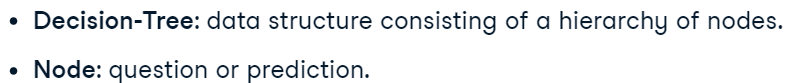 • Decision-Tree: data structure consisting of a hierarchy of nodes.
• Node: question or prediction.